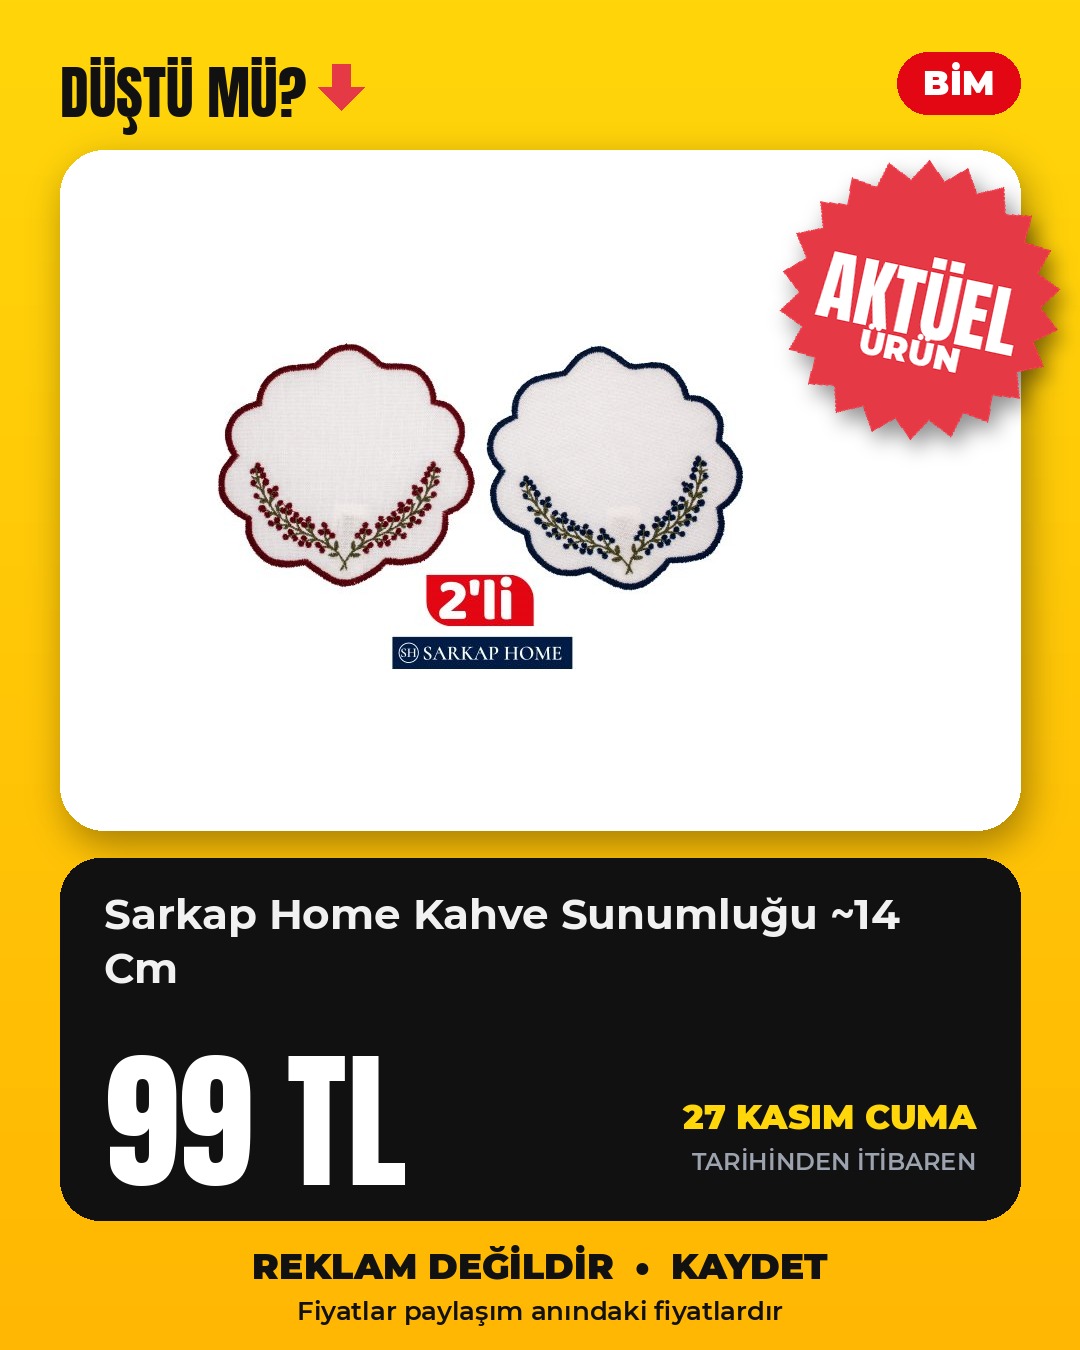 DÜŞTÜ MÜ?
BİM
AKTÜEL
ÜRÜN
2'li
SH SARKAP HOME
Sarkap Home Kahve Sunumluğu ~14
Cm
99 TL
27 KASIM CUMA
TARİHİNDEN İTİBAREN
REKLAM DEĞİLDİR • KAYDET
Fiyatlar paylaşım anındaki fiyatlardır